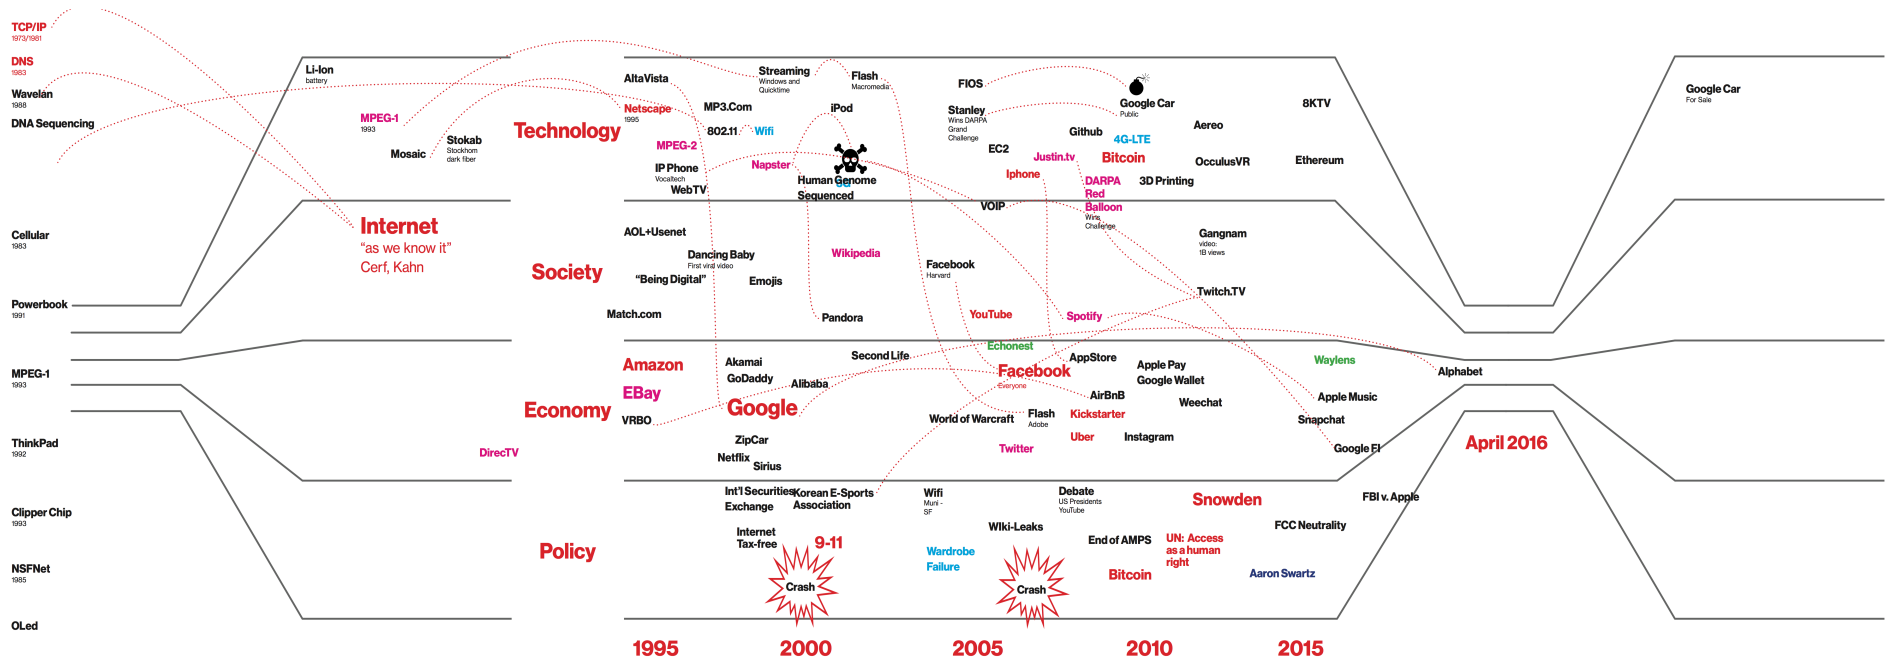 TCP/IP
1973/1981
DNS
1983
Wavelan
1988
DNA Sequencing
Cellular
1983
Powerbook
1991
MPEG-1
1993
ThinkPad
1992
Clipper Chip
1993
NSFNet
1985
OLed
Li-Ion
battery
MPEG-1
1993
Mosaic
Stokab
Stockhom
dark fiber
Internet
“as we know it”
Cerf, Kahn
DirecTV
Technology
Society
Economy
Policy
AltaVista
Netscape
1995
MPEG-2
IP Phone
Vocaltech
WebTV
MP3.Com
802.11
Wifi
Streaming
Windows and
Quicktime
Flash
Macromedia
iPod
Napster
Human Genome
Sequenced
3G
FIOS
Stanley
Wins DARPA
Grand
Challenge
EC2
Iphone
VOIP
Justin.tv
Github
Google Car
Public
4G-LTE
Bitcoin
DARPA
Red
Balloon
Wins
Challenge
3D Printing
Aereo
OcculusVR
8KTV
Ethereum
Google Car
For Sale
AOL+Usenet
Dancing Baby
First viral video
“Being Digital”
Emojis
Match.com
Wikipedia
Pandora
Facebook
Harvard
YouTube
Spotify
Gangnam
video:
1B views
Twitch.TV
Amazon
EBay
VRBO
Akamai
GoDaddy
Alibaba
Google
ZipCar
Netflix
Sirius
Second Life
World of Warcraft
Echonest
Facebook
Everyone
Flash
Adobe
Twitter
AppStore
AirBnB
Kickstarter
Uber
Apple Pay
Google Wallet
Weechat
Instagram
Waylens
Apple Music
Snapchat
Google FI
Alphabet
April 2016
Int’l Securities
Exchange
Korean E-Sports
Association
Internet
Tax-free
9-11
Crash
Wifi
Muni -
SF
Wardrobe
Failure
WIki-Leaks
Crash
Debate
US Presidents
YouTube
End of AMPS
Bitcoin
UN: Access
as a human
right
Snowden
FCC Neutrality
Aaron Swartz
FBI v. Apple
1995
2000
2005
2010
2015